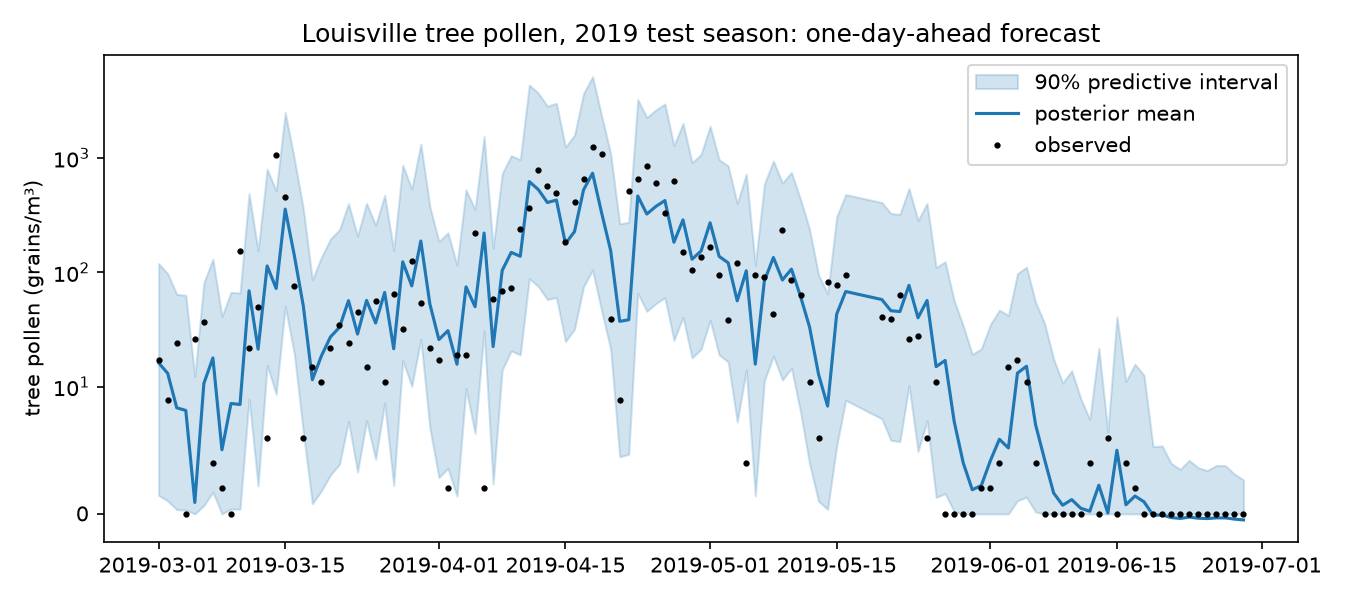 Louisville tree pollen, 2019 test season: one-day-ahead forecast
90% predictive interval
posterior mean
observed
tree pollen (grains/m³)
10³
10²
10¹
0
2019-03-01 2019-03-15 2019-04-01 2019-04-15 2019-05-01 2019-05-15 2019-06-01 2019-06-15 2019-07-01